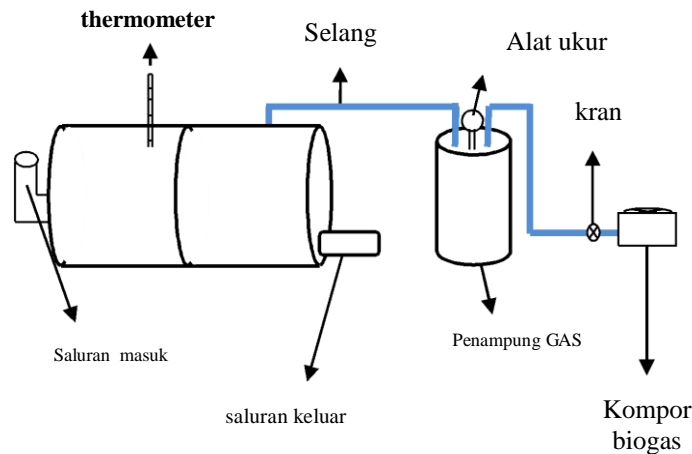 thermometer
Selang
Alat ukur
kran
Saluran  masuk
Penampung GAS
saluran keluar
Kompor
biogas